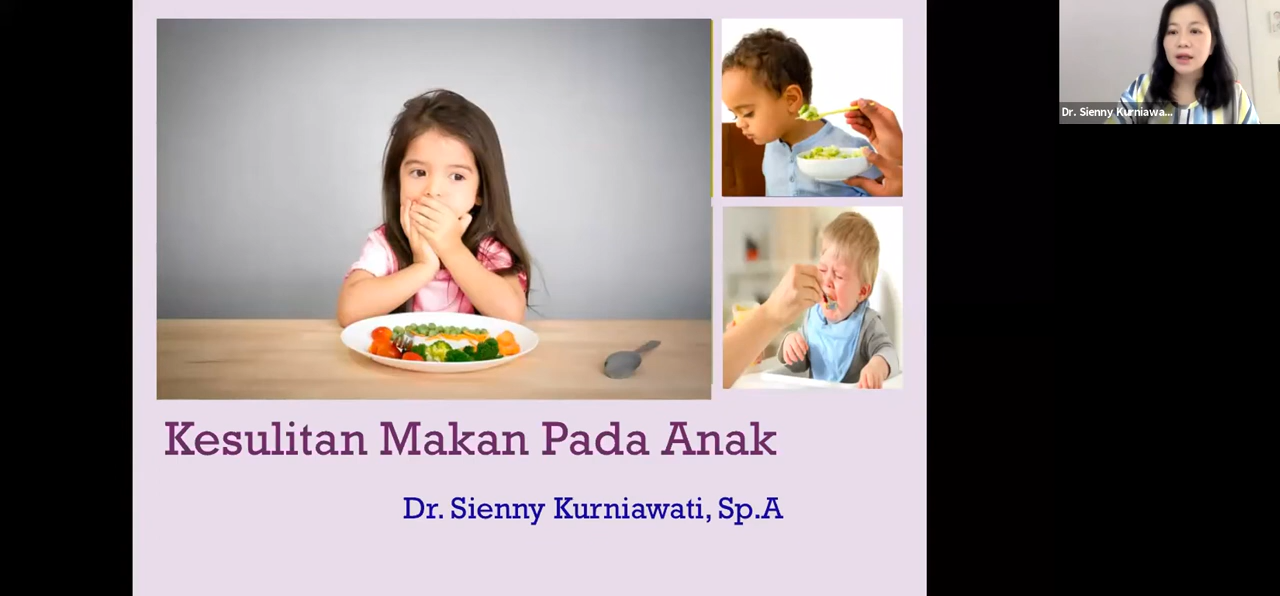 Kesulitan Makan Pada Anak
Dr. Sienny Kurniawati, Sp.A
Dr. Sienny Kurniawa...